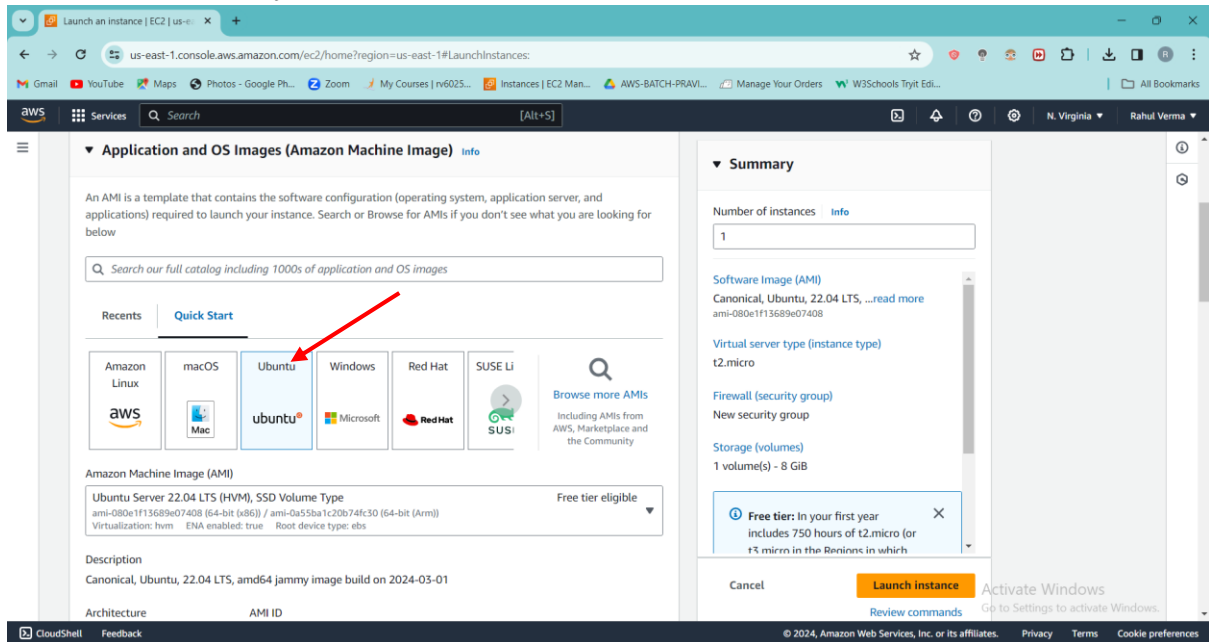 Launch an instance | EC2 | us-e
us-east-1.console.aws.amazon.com/ec2/home?region=us-east-1#LaunchInstances:
R
Gmail YouTube Maps Photos - Google Ph... Zoom My Courses | rv6025... Instances | EC2 Man... AWS-BATCH-PRAVI... Manage Your Orders W3Schools Tryit Edi... All Bookmarks
aws Services Search [Alt+S] N. Virginia Rahul Verma
Application and OS Images (Amazon Machine Image) Info
An AMI is a template that contains the software configuration (operating system, application server, and
applications) required to launch your instance. Search or Browse for AMIs if you don't see what you are looking for
below
Search our full catalog including 1000s of application and OS images
Recents Quick Start
Amazon Linux
aws
macOS
Mac
Ubuntu
ubuntu®
Windows
Microsoft
Red Hat
Red Hat
SUSE Li
SUS
Browse more AMIs
Including AMIs from
AWS, Marketplace and
the Community
Amazon Machine Image (AMI)
Ubuntu Server 22.04 LTS (HVM), SSD Volume Type Free tier eligible
ami-080e1f13689e07408 (64-bit (x86)) / ami-0a55ba1c20b74fc30 (64-bit (Arm))
Virtualization: hvm ENA enabled: true Root device type: ebs
Description
Canonical, Ubuntu, 22.04 LTS, amd64 jammy image build on 2024-03-01
Architecture AMI ID
Summary
Number of instances Info
1
Software Image (AMI)
Canonical, Ubuntu, 22.04 LTS, ...read more
ami-080e1f13689e07408
Virtual server type (instance type)
t2.micro
Firewall (security group)
New security group
Storage (volumes)
1 volume(s) - 8 GiB
Free tier: In your first year
includes 750 hours of t2.micro (or
t3.micro in the Regions in which
Cancel Launch instance
Review commands
Activate Windows
Go to Settings to activate Windows.
CloudShell Feedback © 2024, Amazon Web Services, Inc. or its affiliates. Privacy Terms Cookie preferences